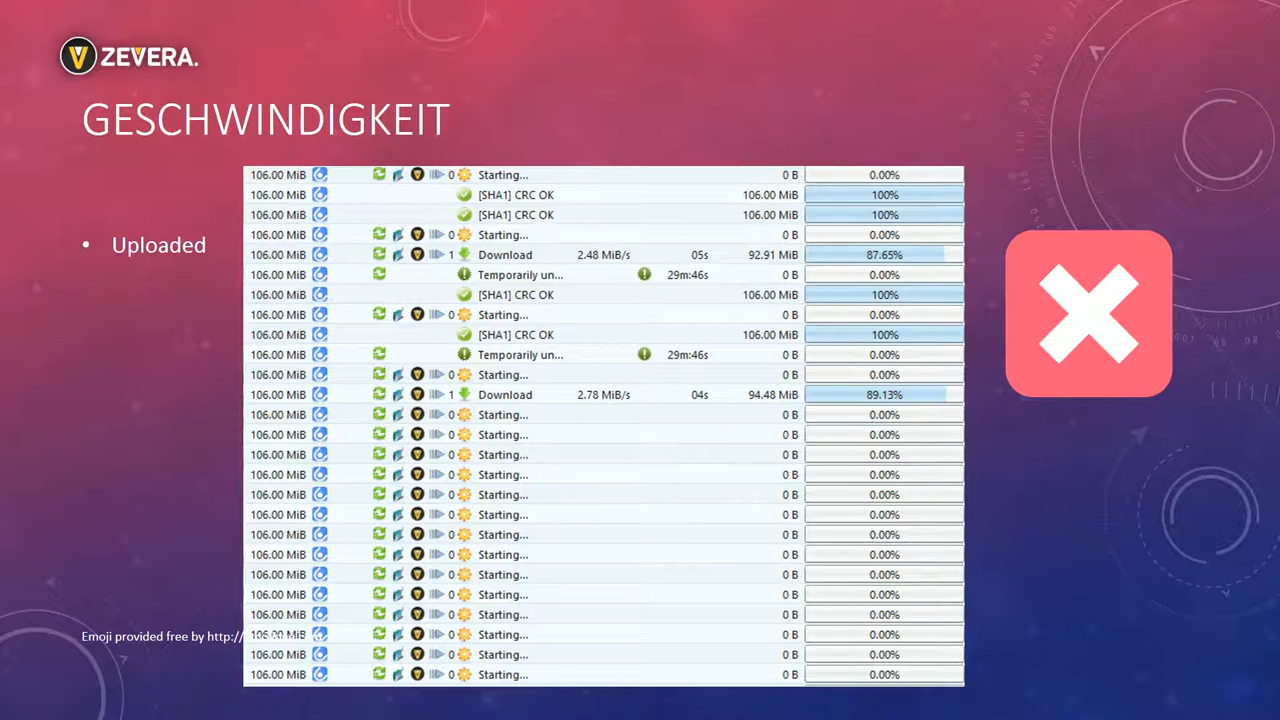 ZEVERA.
GESCHWINDIGKEIT
• Uploaded
106.00 MiB 0 Starting... 0 B 0.00%
106.00 MiB [SHA1] CRC OK 106.00 MiB 100%
106.00 MiB [SHA1] CRC OK 106.00 MiB 100%
106.00 MiB 0 Starting... 0 B 0.00%
106.00 MiB 1 Download 2.48 MiB/s 05s 92.91 MiB 87.65%
106.00 MiB Temporarily un... 29m:46s 0 B 0.00%
106.00 MiB [SHA1] CRC OK 106.00 MiB 100%
106.00 MiB 0 Starting... 0 B 0.00%
106.00 MiB [SHA1] CRC OK 106.00 MiB 100%
106.00 MiB Temporarily un... 29m:46s 0 B 0.00%
106.00 MiB 0 Starting... 0 B 0.00%
106.00 MiB 1 Download 2.78 MiB/s 04s 94.48 MiB 89.13%
106.00 MiB 0 Starting... 0 B 0.00%
106.00 MiB 0 Starting... 0 B 0.00%
106.00 MiB 0 Starting... 0 B 0.00%
106.00 MiB 0 Starting... 0 B 0.00%
106.00 MiB 0 Starting... 0 B 0.00%
106.00 MiB 0 Starting... 0 B 0.00%
106.00 MiB 0 Starting... 0 B 0.00%
106.00 MiB 0 Starting... 0 B 0.00%
106.00 MiB 0 Starting... 0 B 0.00%
106.00 MiB 0 Starting... 0 B 0.00%
106.00 MiB 0 Starting... 0 B 0.00%
106.00 MiB 0 Starting... 0 B 0.00%
106.00 MiB 0 Starting... 0 B 0.00%
106.00 MiB 0 Starting... 0 B 0.00%
Emoji provided free by http://